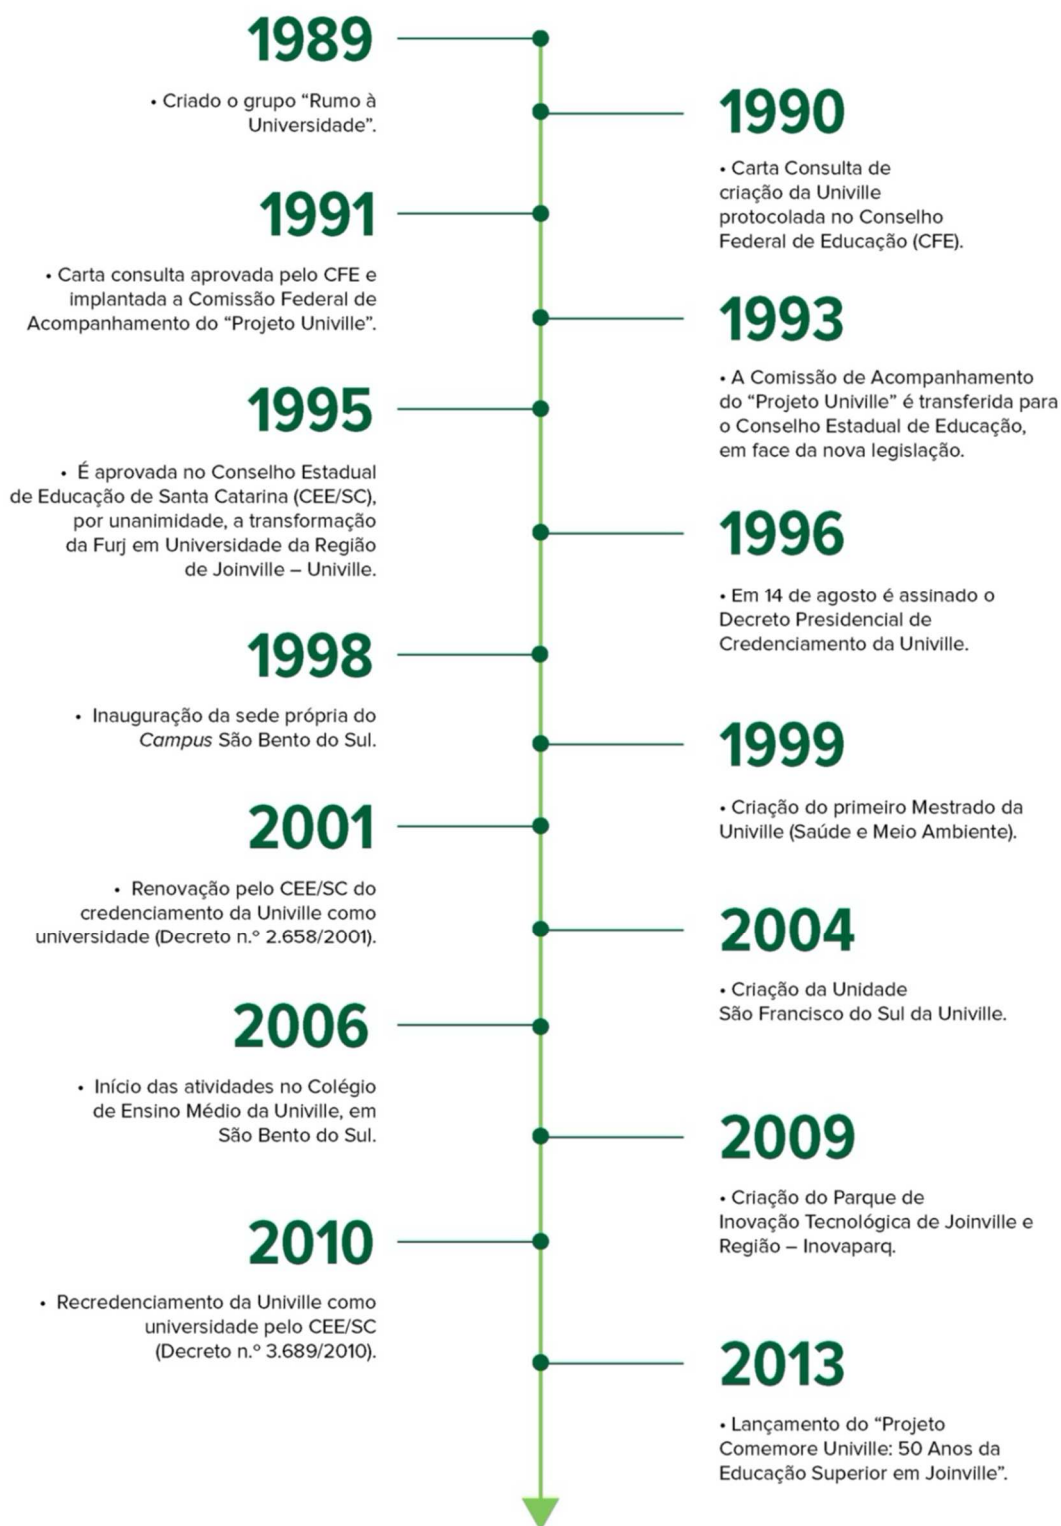 1989
• Criado o grupo “Rumo à
Universidade”.
1990
• Carta Consulta de
criação da Univille
protocolada no Conselho
Federal de Educação (CFE).
1991
• Carta consulta aprovada pelo CFE e
implantada a Comissão Federal de
Acompanhamento do “Projeto Univille”.
1993
• A Comissão de Acompanhamento
do “Projeto Univille” é transferida para
o Conselho Estadual de Educação,
em face da nova legislação.
1995
• É aprovada no Conselho Estadual
de Educação de Santa Catarina (CEE/SC),
por unanimidade, a transformação
da Furj em Universidade da Região
de Joinville – Univille.
1996
• Em 14 de agosto é assinado o
Decreto Presidencial de
Credenciamento da Univille.
1998
• Inauguração da sede própria do
Campus São Bento do Sul.
1999
• Criação do primeiro Mestrado da
Univille (Saúde e Meio Ambiente).
2001
• Renovação pelo CEE/SC do
credenciamento da Univille como
universidade (Decreto n.º 2.658/2001).
2004
• Criação da Unidade
São Francisco do Sul da Univille.
2006
• Início das atividades no Colégio
de Ensino Médio da Univille, em
São Bento do Sul.
2009
• Criação do Parque de
Inovação Tecnológica de Joinville e
Região – Inovaparq.
2010
• Recredenciamento da Univille como
universidade pelo CEE/SC
(Decreto n.º 3.689/2010).
2013
• Lançamento do “Projeto
Comemore Univille: 50 Anos da
Educação Superior em Joinville”.